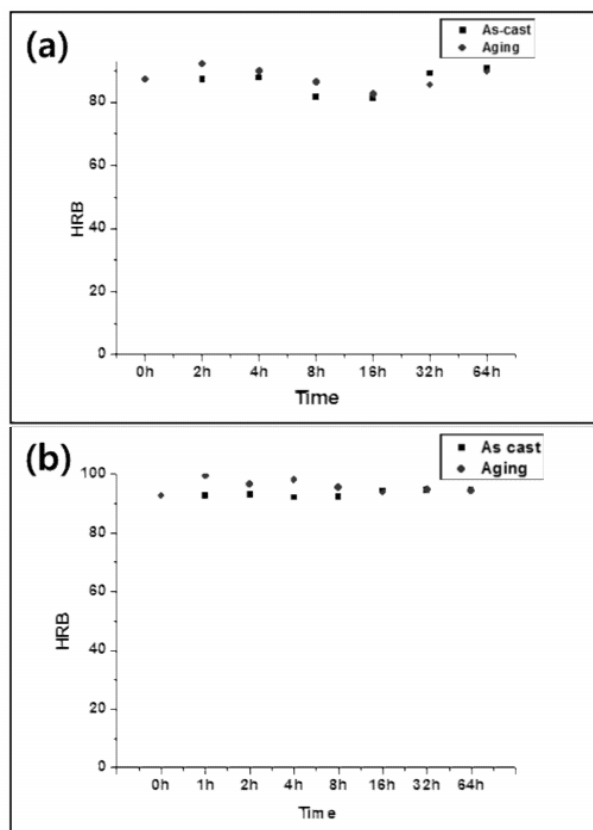 (a)
As-cast
Aging
HRB
80
60
40
20
0
0h 2h 4h 8h 16h 32h 64h
Time
(b)
As cast
Aging
HRB
100
80
60
40
20
0
0h 1h 2h 4h 8h 16h 32h 64h
Time